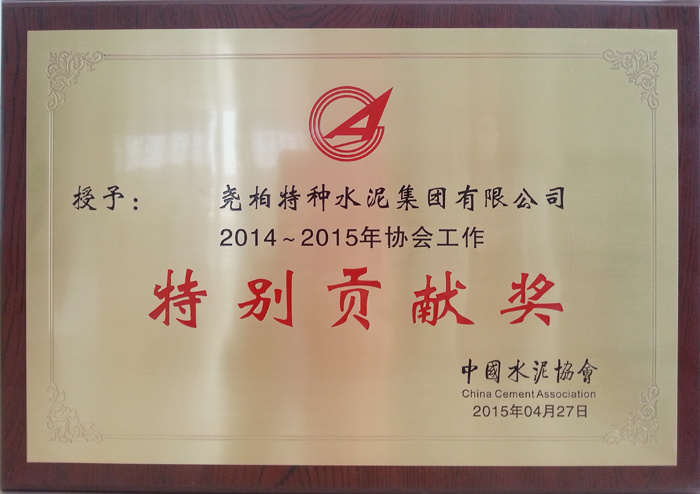 授予： 尧柏特种水泥集团有限公司
2014～2015年协会工作
特别贡献奖
中國水泥協會
China Cement Association
2015年04月27日